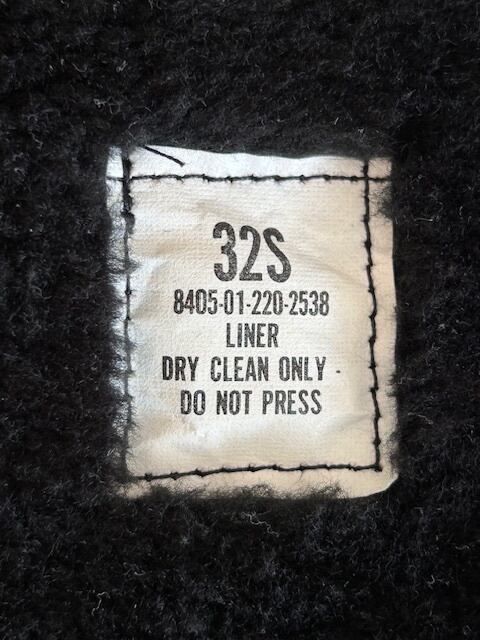 32S
8405-01-220-2538
LINER
DRY CLEAN ONLY -
DO NOT PRESS